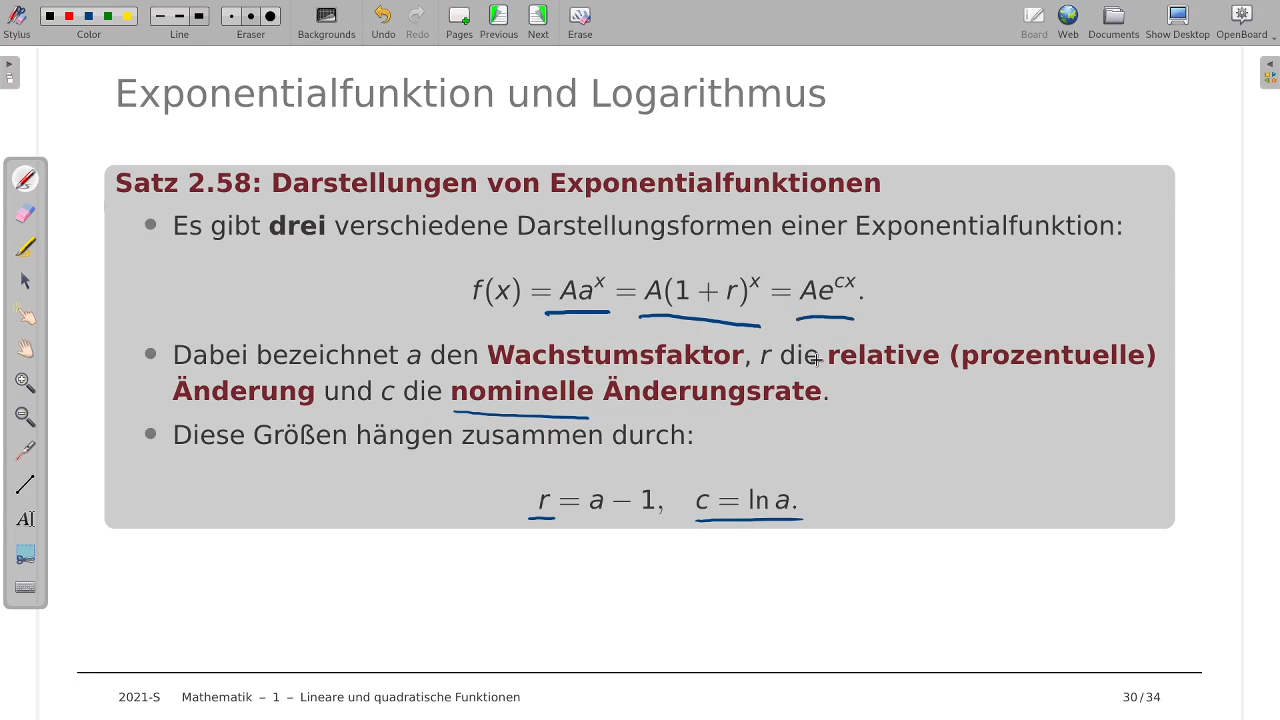 Stylus Color Line Eraser Backgrounds Undo Redo Pages Previous Next Erase Board Web Documents Show Desktop OpenBoard
Exponentialfunktion und Logarithmus
Satz 2.58: Darstellungen von Exponentialfunktionen
• Es gibt drei verschiedene Darstellungsformen einer Exponentialfunktion:
f(x) = Aa^x = A(1 + r)^x = Ae^{cx}.
• Dabei bezeichnet a den Wachstumsfaktor, r die relative (prozentuelle)
Änderung und c die nominelle Änderungsrate.
• Diese Größen hängen zusammen durch:
r = a − 1, c = ln a.
AI
2021-S Mathematik – 1 – Lineare und quadratische Funktionen 30/34